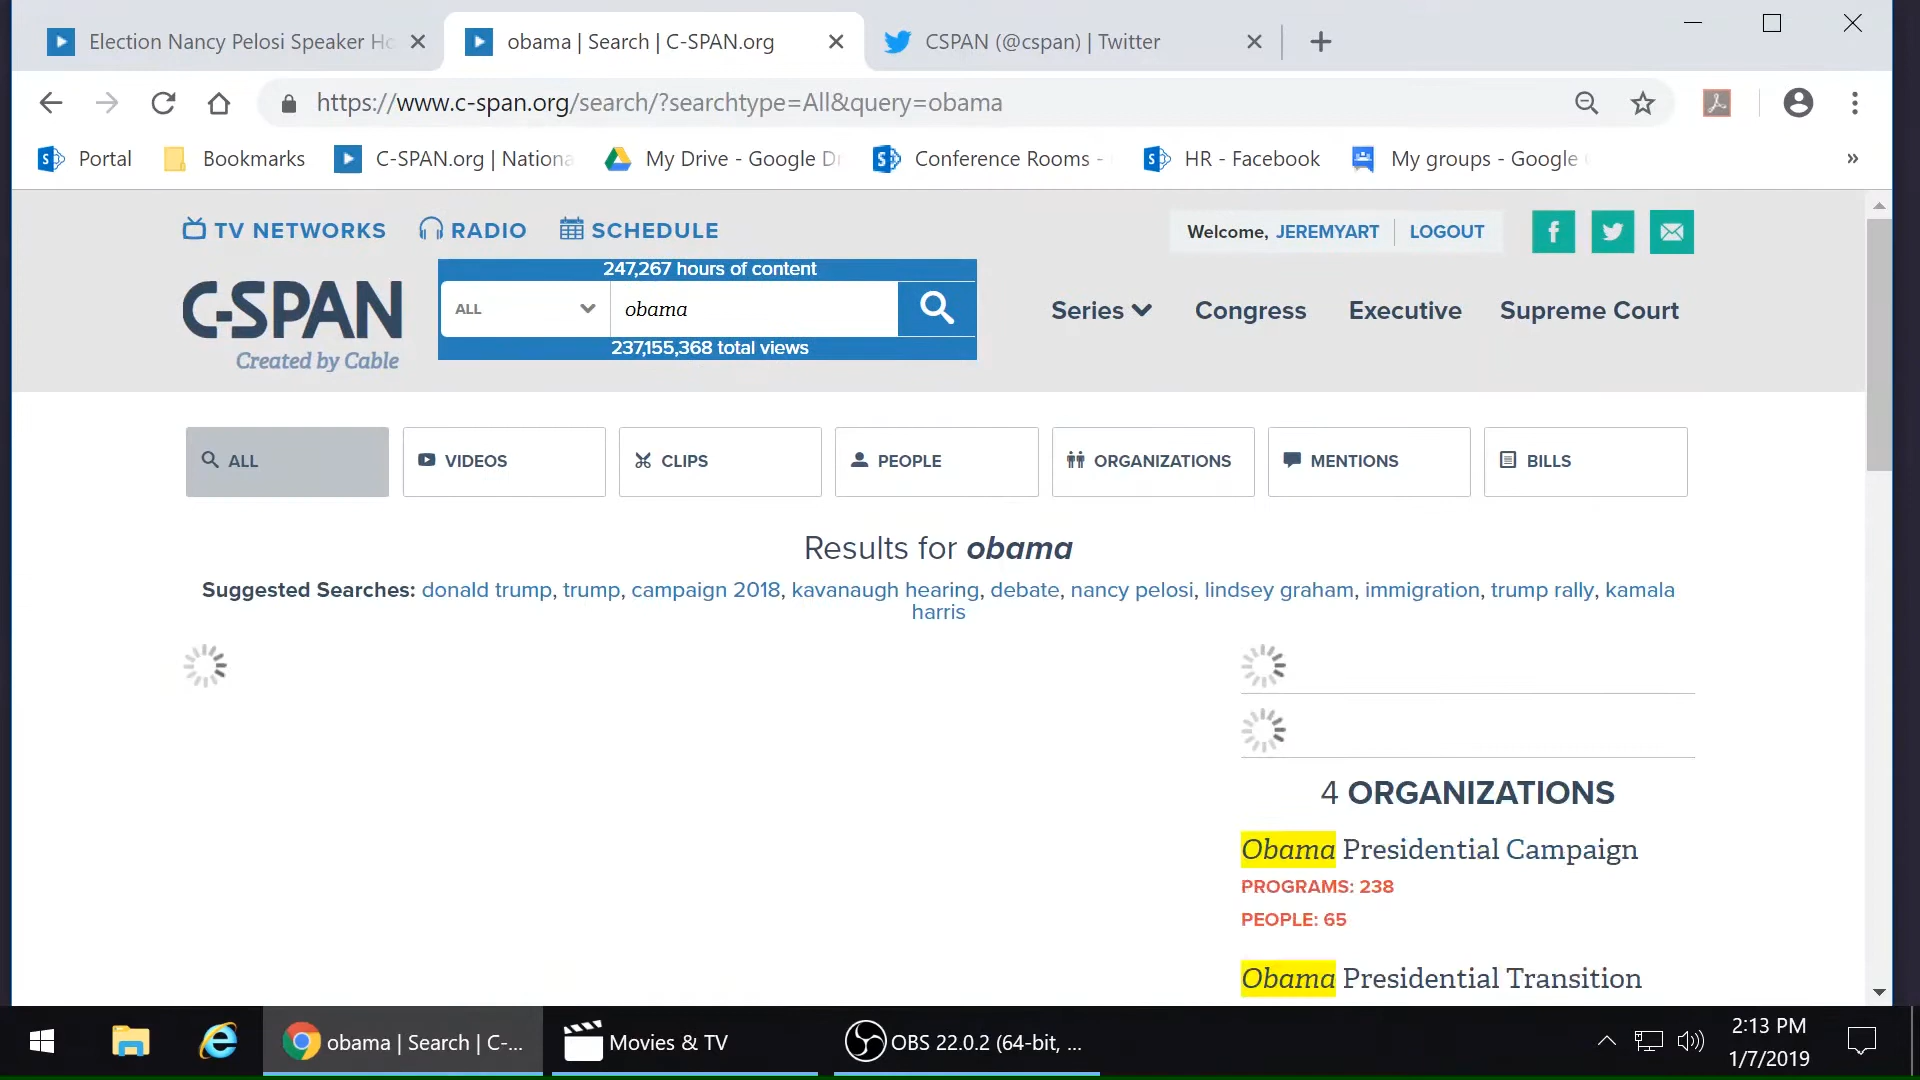 Election Nancy Pelosi Speaker Ho
obama | Search | C-SPAN.org
CSPAN (@cspan) | Twitter
https://www.c-span.org/search/?searchtype=All&query=obama
Portal
Bookmarks
C-SPAN.org | Nationa
My Drive - Google Dr
Conference Rooms -
HR - Facebook
My groups - Google
»
TV NETWORKS
RADIO
SCHEDULE
Welcome, JEREMYART
LOGOUT
C-SPAN
Created by Cable
247,267 hours of content
ALL
obama
237,155,368 total views
Series
Congress
Executive
Supreme Court
ALL
VIDEOS
CLIPS
PEOPLE
ORGANIZATIONS
MENTIONS
BILLS
Results for obama
Suggested Searches: donald trump, trump, campaign 2018, kavanaugh hearing, debate, nancy pelosi, lindsey graham, immigration, trump rally, kamala
harris
4 ORGANIZATIONS
Obama Presidential Campaign
PROGRAMS: 238
PEOPLE: 65
Obama Presidential Transition
obama | Search | C-...
Movies & TV
OBS 22.0.2 (64-bit, ...
2:13 PM
1/7/2019